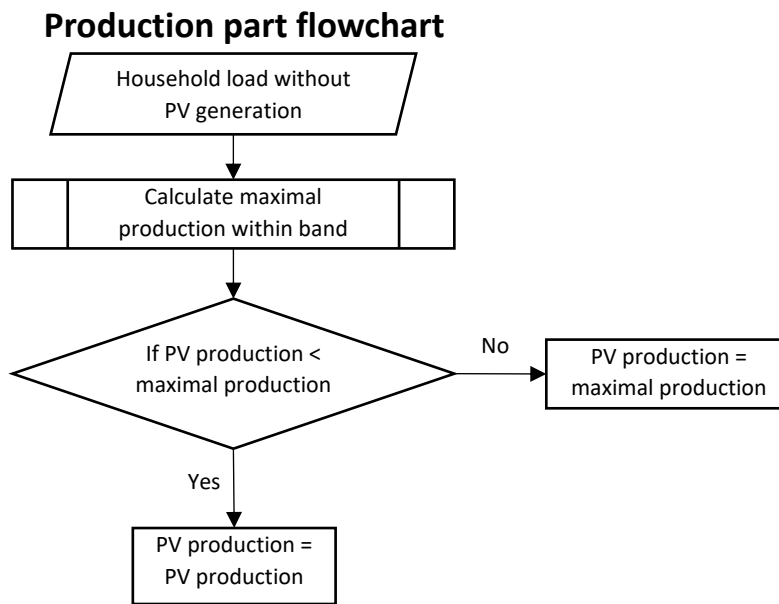 Production part flowchart
Household load without
PV generation
Calculate maximal
production within band
If PV production <
maximal production
No
PV production =
maximal production
Yes
PV production =
PV production